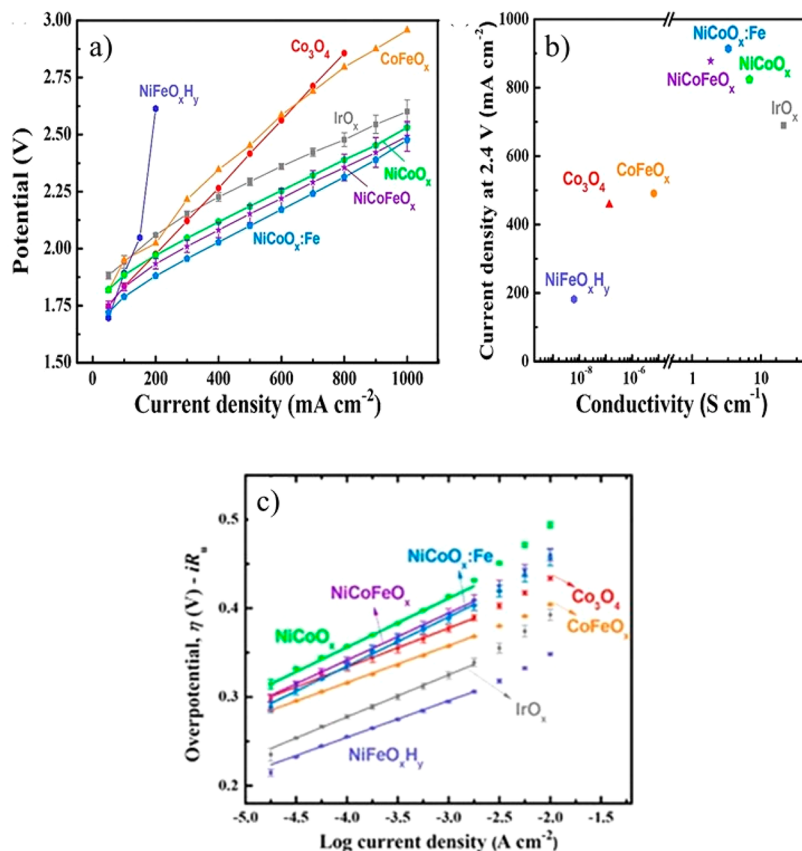 a)
3.00
2.75
2.50
2.25
2.00
1.75
1.50
Potential (V)
0 200 400 600 800 1000
Current density (mA cm⁻²)
NiFeOₓHᵧ
Co₃O₄
CoFeOₓ
IrOₓ
NiCoOₓ
NiCoFeOₓ
NiCoOₓ:Fe
b)
1000
800
600
400
200
0
Current density at 2.4 V (mA cm⁻²)
10⁻⁸ 10⁻⁶ 1 10
Conductivity (S cm⁻¹)
NiCoOₓ:Fe
NiCoOₓ
NiCoFeOₓ
IrOₓ
CoFeOₓ
Co₃O₄
NiFeOₓHᵧ
c)
0.5
0.4
0.3
0.2
Overpotential, η (V) - iRᵤ
-5.0 -4.5 -4.0 -3.5 -3.0 -2.5 -2.0 -1.5
Log current density (A cm⁻²)
NiCoOₓ:Fe
NiCoFeOₓ
NiCoOₓ
Co₃O₄
CoFeOₓ
IrOₓ
NiFeOₓHᵧ